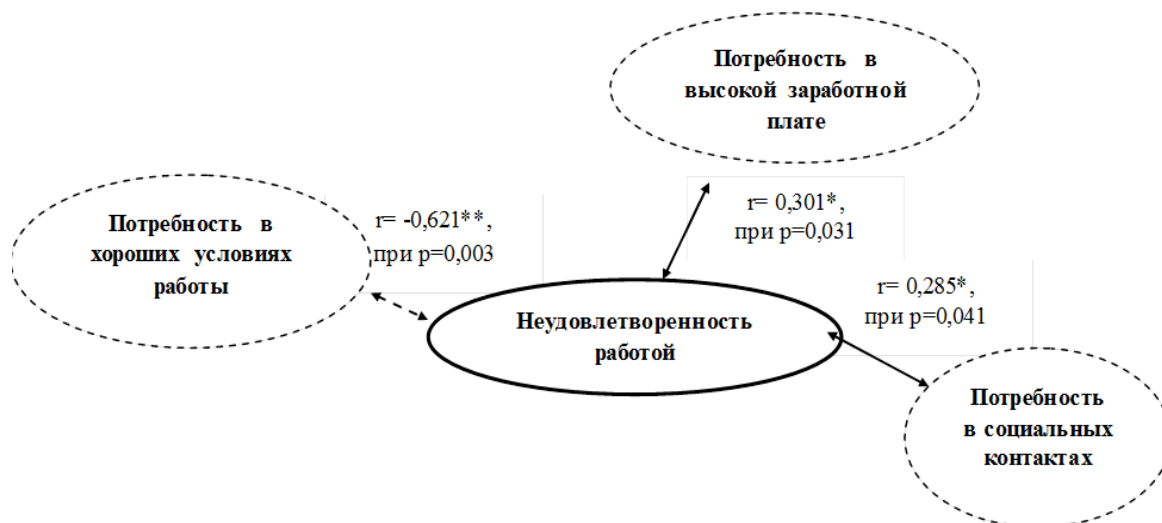 Потребность в
высокой заработной
плате
Потребность в
хороших условиях
работы
r= -0,621**,
при p=0,003
r= 0,301*,
при p=0,031
r= 0,285*,
при p=0,041
Неудовлетворенность
работой
Потребность
в социальных
контактах